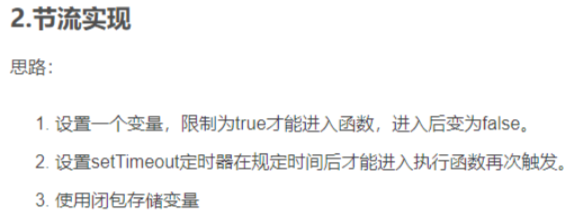 2.节流实现
思路：
1. 设置一个变量，限制为true才能进入函数，进入后变为false。
2. 设置setTimeout定时器在规定时间后才能进入执行函数再次触发。
3. 使用闭包存储变量